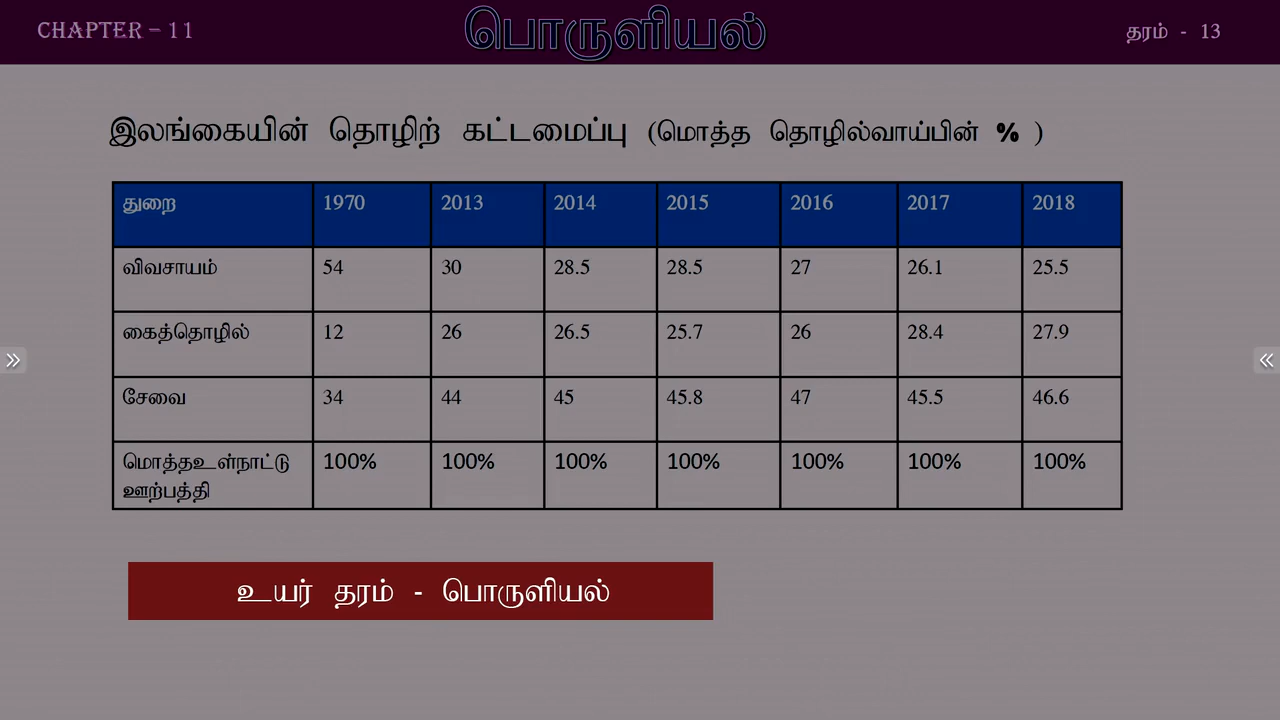 CHAPTER – 11
பொருளியல்
தரம் - 13
இலங்கையின் தொழிற் கட்டமைப்பு (மொத்த தொழில்வாய்பின் % )
துறை 1970 2013 2014 2015 2016 2017 2018
விவசாயம் 54 30 28.5 28.5 27 26.1 25.5
கைத்தொழில் 12 26 26.5 25.7 26 28.4 27.9
சேவை 34 44 45 45.8 47 45.5 46.6
மொத்தஉள்நாட்டு 100% 100% 100% 100% 100% 100% 100%
ஊற்பத்தி
உயர் தரம் - பொருளியல்